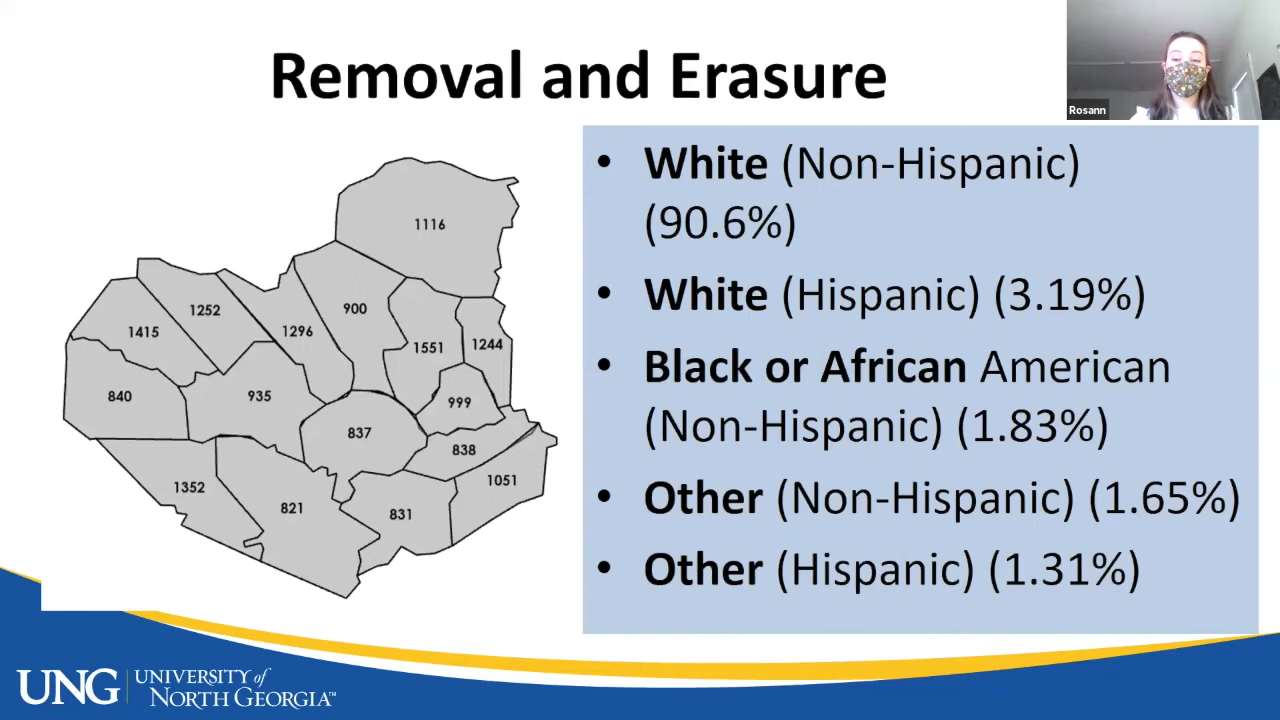 Removal and Erasure
Rosann
1116
1252
1415
1296
900
1551
1244
840
935
999
837
838
1352
821
831
1051
• White (Non-Hispanic)
(90.6%)
• White (Hispanic) (3.19%)
• Black or African American
(Non-Hispanic) (1.83%)
• Other (Non-Hispanic) (1.65%)
• Other (Hispanic) (1.31%)
UNG
UNIVERSITY of
NORTH GEORGIA™